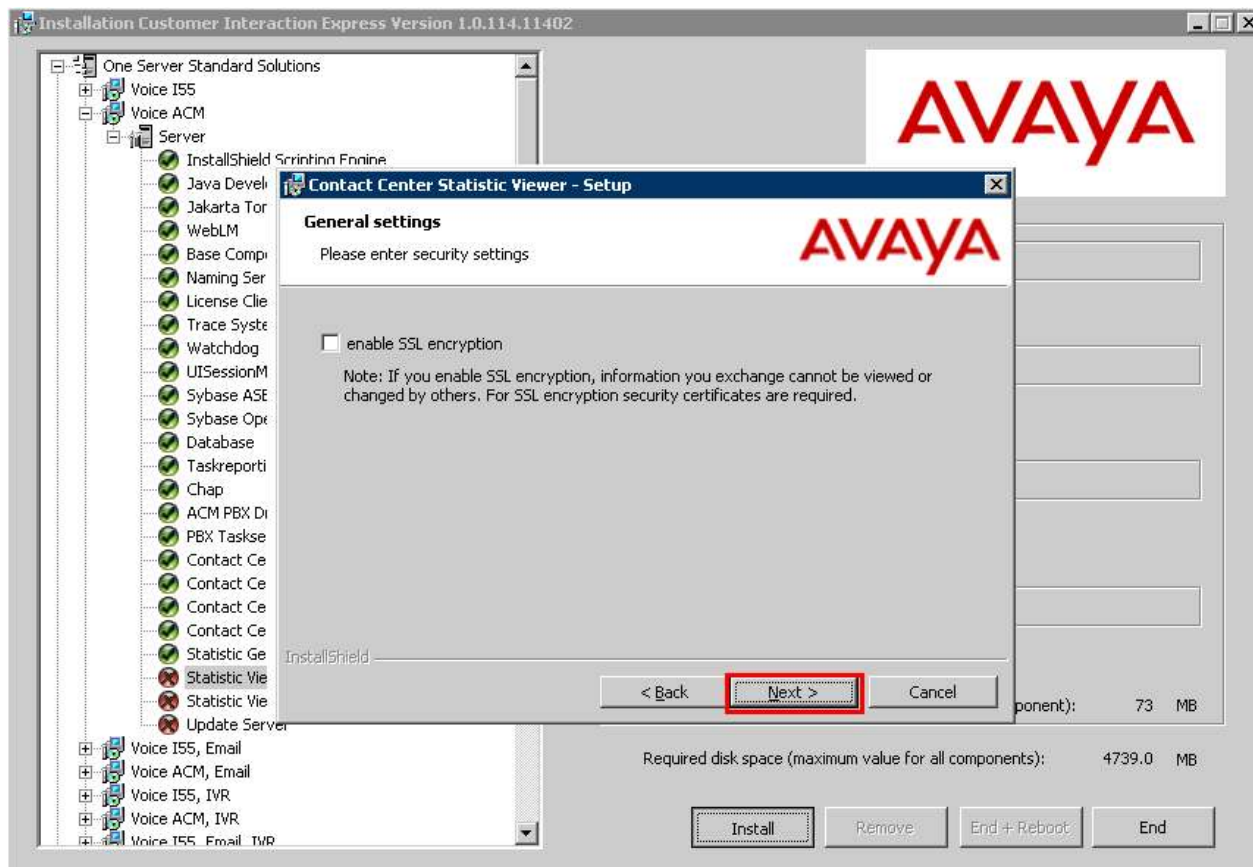 Installation Customer Interaction Express Version 1.0.114.11402
One Server Standard Solutions
Voice I55
Voice ACM
Server
InstallShield Scripting Engine
Java Devel
Jakarta Tor
WebLM
Base Comp
Naming Ser
License Clie
Trace Syste
Watchdog
UISessionM
Sybase ASE
Sybase Ope
Database
Taskreporti
Chap
ACM PBX Dr
PBX Taskse
Contact Ce
Contact Ce
Contact Ce
Contact Ce
Statistic Ge
Statistic Vie
Statistic Vie
Update Server
Voice I55, Email
Voice ACM, Email
Voice I55, IVR
Voice ACM, IVR
Voice I55, Email, IVR
AVAYA
Contact Center Statistic Viewer - Setup
General settings
Please enter security settings
AVAYA
enable SSL encryption
Note: If you enable SSL encryption, information you exchange cannot be viewed or
changed by others. For SSL encryption security certificates are required.
InstallShield
< Back
Next >
Cancel
ponent): 73 MB
Required disk space (maximum value for all components): 4739.0 MB
Install
Remove
End + Reboot
End